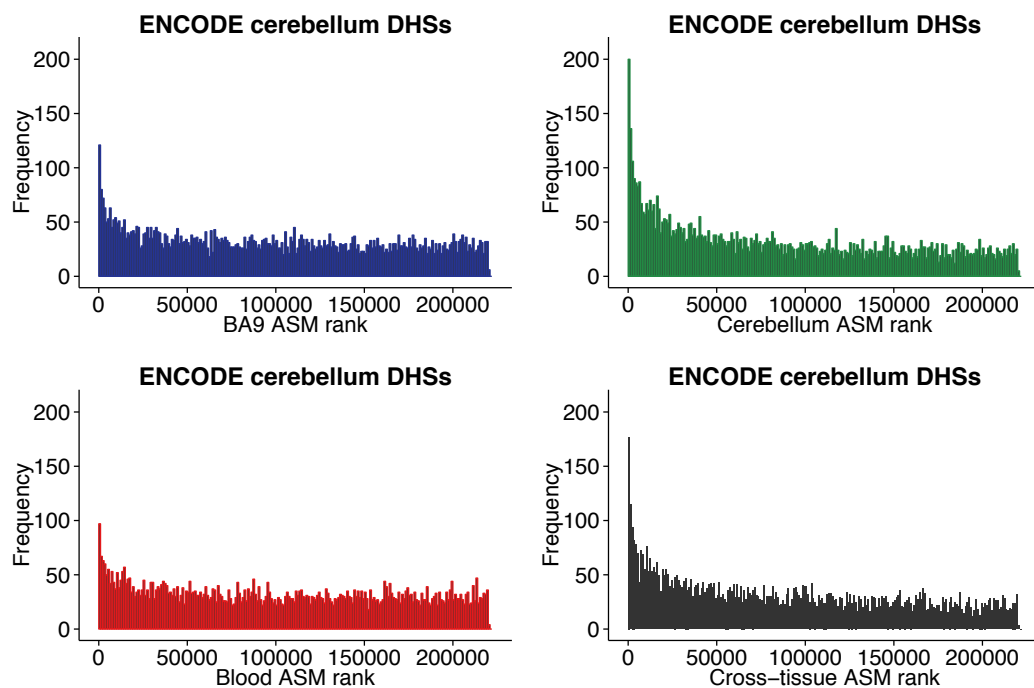 ENCODE cerebellum DHSs
200
150
100
50
0
Frequency
0 50000 100000 150000 200000
BA9 ASM rank
ENCODE cerebellum DHSs
200
150
100
50
0
Frequency
0 50000 100000 150000 200000
Cerebellum ASM rank
ENCODE cerebellum DHSs
200
150
100
50
0
Frequency
0 50000 100000 150000 200000
Blood ASM rank
ENCODE cerebellum DHSs
200
150
100
50
0
Frequency
0 50000 100000 150000 200000
Cross−tissue ASM rank